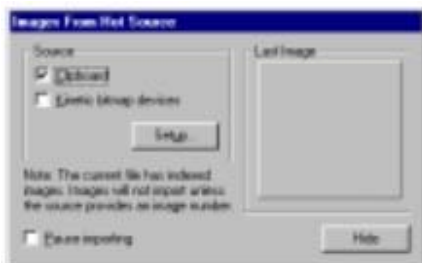 Images From Hot Source
Source
Clipboard
Kinetic bitmap devices
Setup...
Note: The current file has indexed
images. Images will not import unless
the source provides an image number.
Pause importing
Last Image
Hide